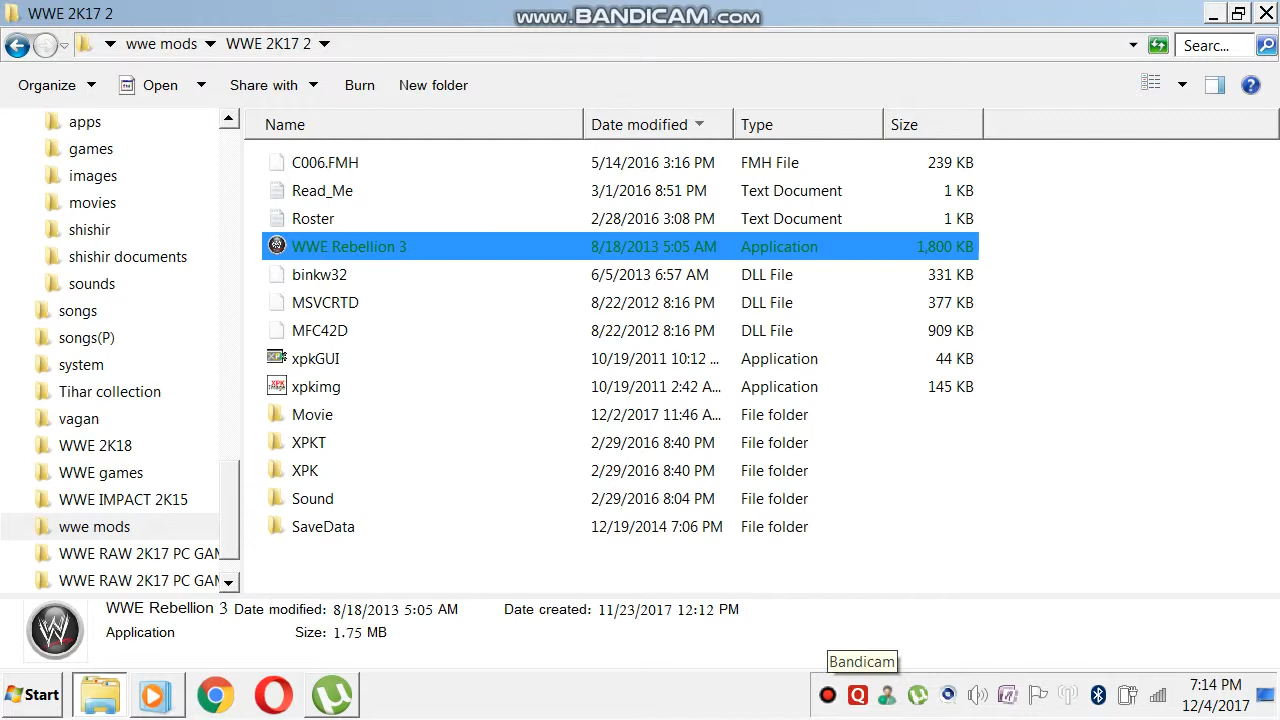 WWE 2K17 2
www.BANDICAM.com
wwe mods WWE 2K17 2
Searc...
Organize Open Share with Burn New folder
Name Date modified Type Size
apps
games
images
movies
shishir
shishir documents
sounds
songs
songs(P)
system
Tihar collection
vagan
WWE 2K18
WWE games
WWE IMPACT 2K15
wwe mods
WWE RAW 2K17 PC GAM
WWE RAW 2K17 PC GAM
C006.FMH 5/14/2016 3:16 PM FMH File 239 KB
Read_Me 3/1/2016 8:51 PM Text Document 1 KB
Roster 2/28/2016 3:08 PM Text Document 1 KB
WWE Rebellion 3 8/18/2013 5:05 AM Application 1,800 KB
binkw32 6/5/2013 6:57 AM DLL File 331 KB
MSVCRTD 8/22/2012 8:16 PM DLL File 377 KB
MFC42D 8/22/2012 8:16 PM DLL File 909 KB
xpkGUI 10/19/2011 10:12 ... Application 44 KB
xpkimg 10/19/2011 2:42 A... Application 145 KB
Movie 12/2/2017 11:46 A... File folder
XPKT 2/29/2016 8:40 PM File folder
XPK 2/29/2016 8:40 PM File folder
Sound 2/29/2016 8:04 PM File folder
SaveData 12/19/2014 7:06 PM File folder
WWE Rebellion 3 Date modified: 8/18/2013 5:05 AM Date created: 11/23/2017 12:12 PM
Application Size: 1.75 MB
Bandicam
Start
7:14 PM
12/4/2017